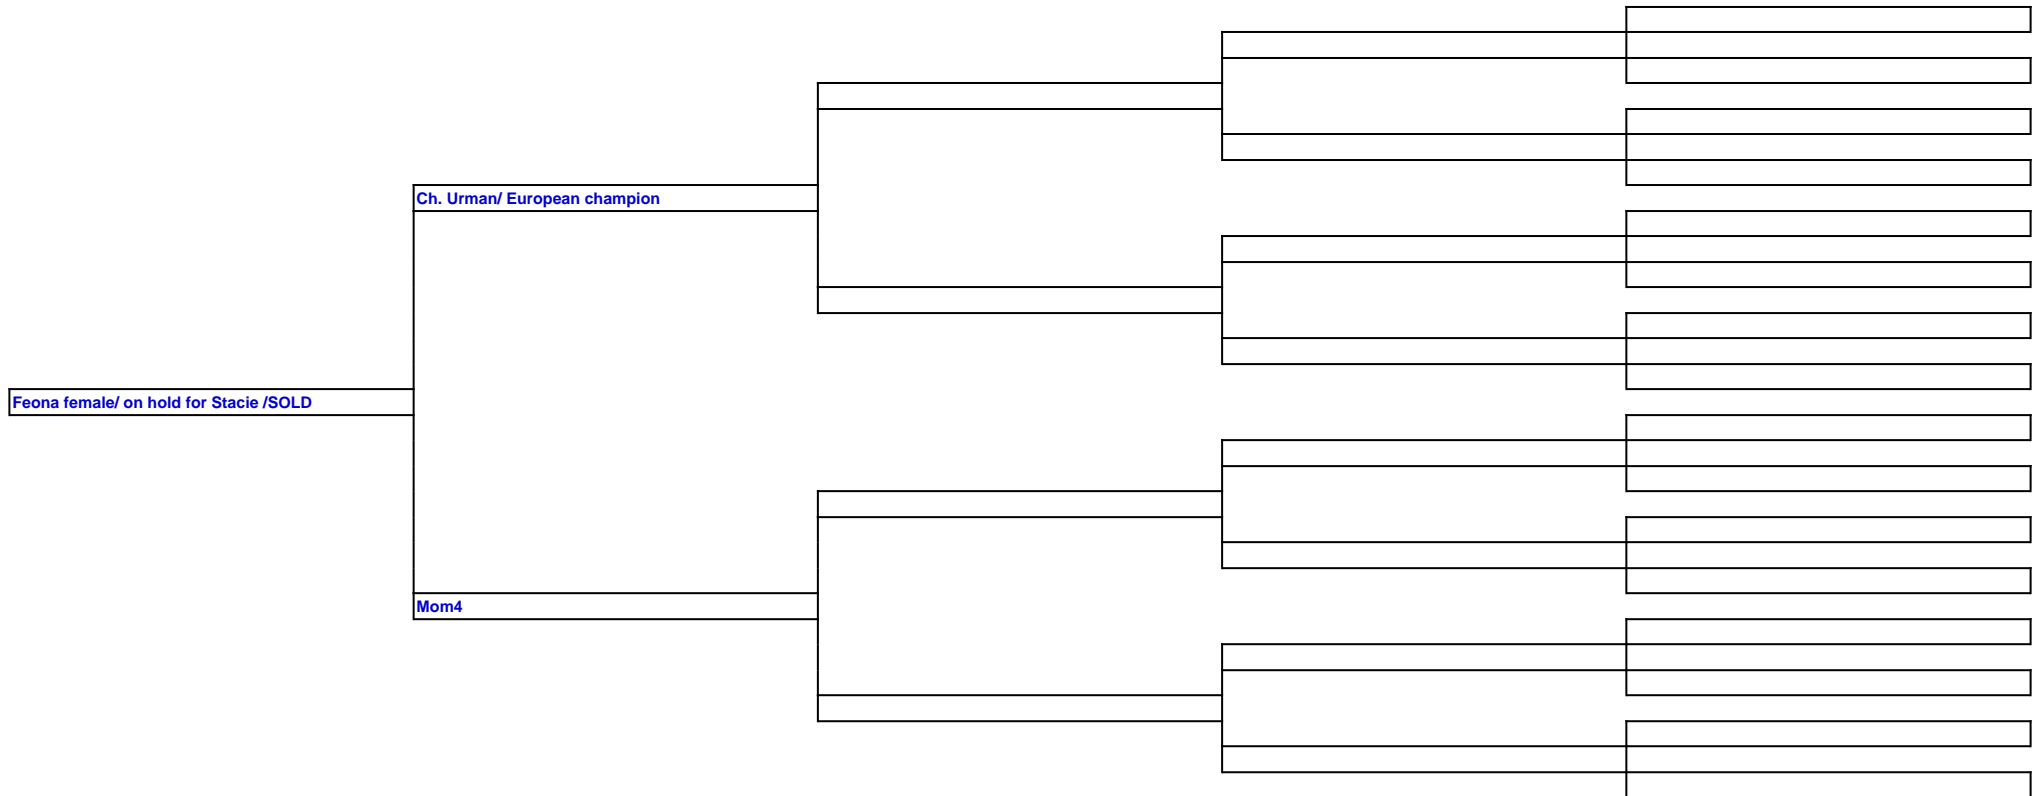 Ch. Urman/ European champion
Feona female/ on hold for Stacie /SOLD
Mom4